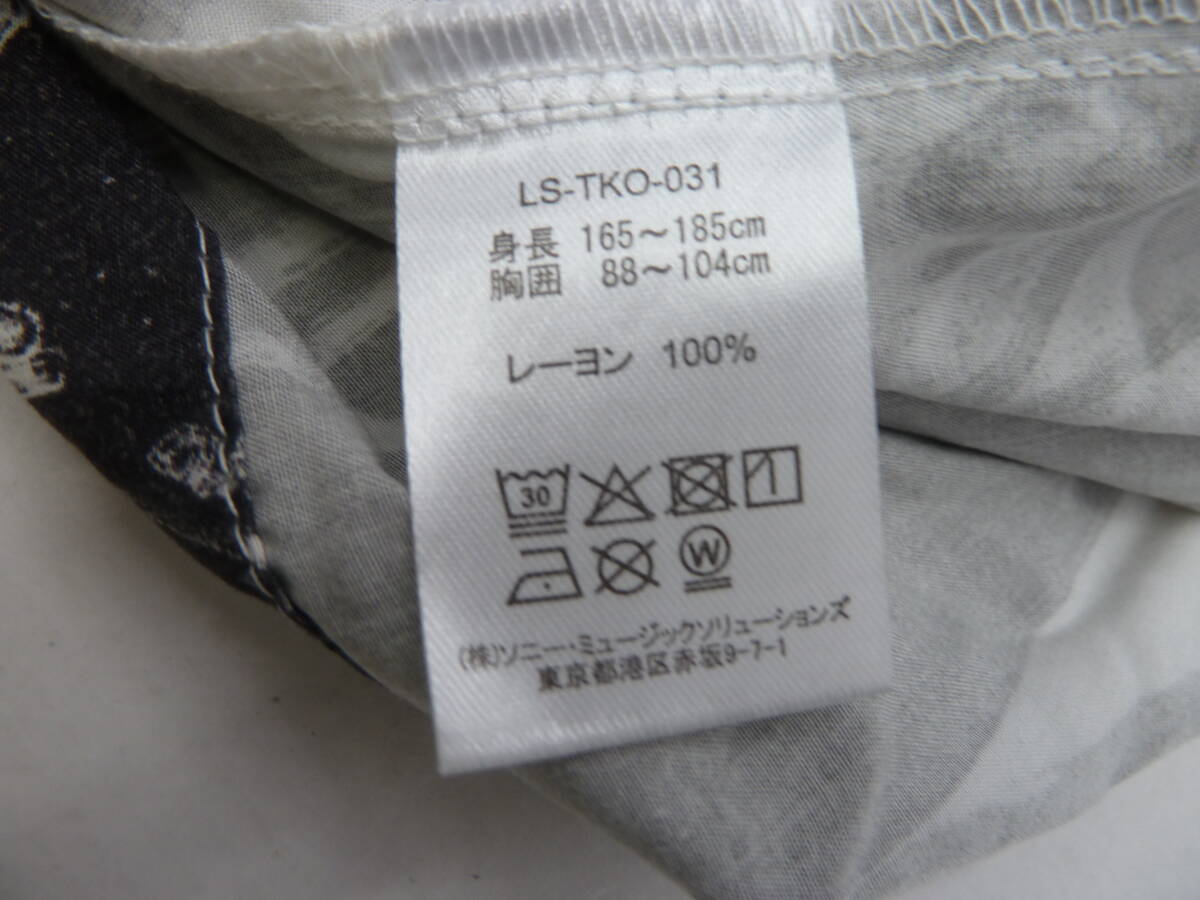 LS-TKO-031
身長 165～185cm
胸囲 88～104cm
レーヨン 100%
30
W
(株)ソニー・ミュージックソリューションズ
東京都港区赤坂9-7-1